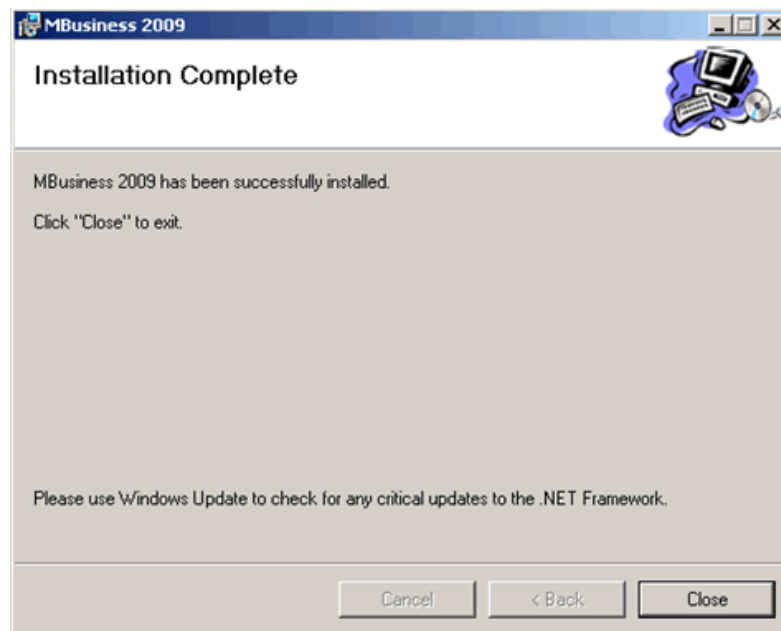 MBusiness 2009
Installation Complete
MBusiness 2009 has been successfully installed.
Click "Close" to exit.
Please use Windows Update to check for any critical updates to the .NET Framework.
Cancel
< Back
Close